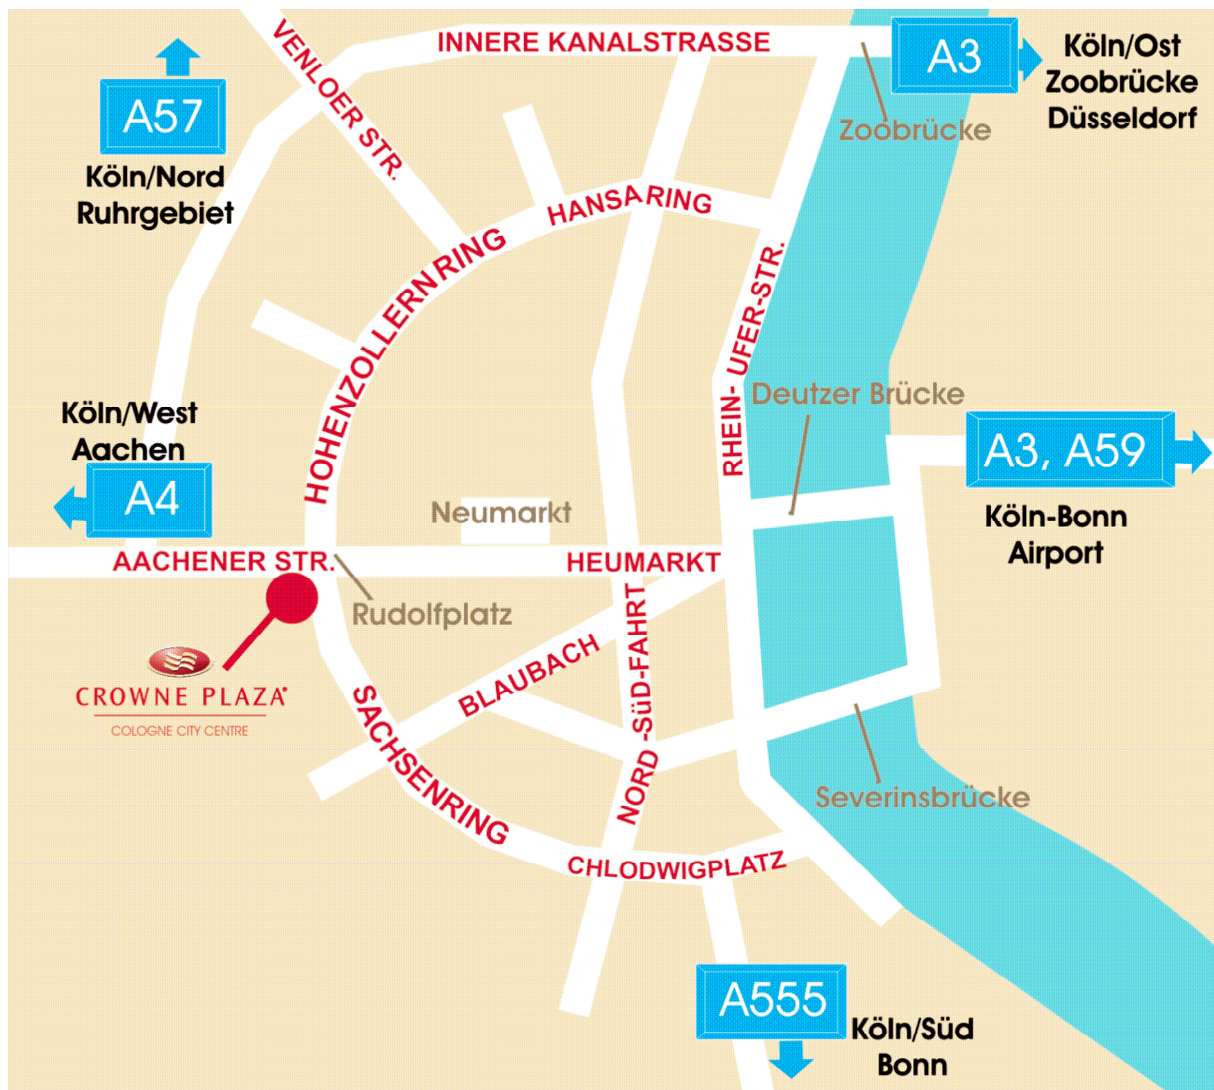 VENLOER STR.
INNERE KANALSTRASSE
A3
Köln/Ost
Zoobrücke
Düsseldorf
A57
Köln/Nord
Ruhrgebiet
Zoobrücke
HANSARING
HOHENZOLLERNRING
RHEIN- UFER-STR.
Deutzer Brücke
Köln/West
Aachen
A4
A3, A59
Köln-Bonn
Airport
Neumarkt
AACHENER STR.
HEUMARKT
Rudolfplatz
CROWNE PLAZA
COLOGNE CITY CENTRE
BLAUBACH
NORD -SüD-FAHRT
SACHSENRING
Severinsbrücke
CHLODWIGPLATZ
A555
Köln/Süd
Bonn